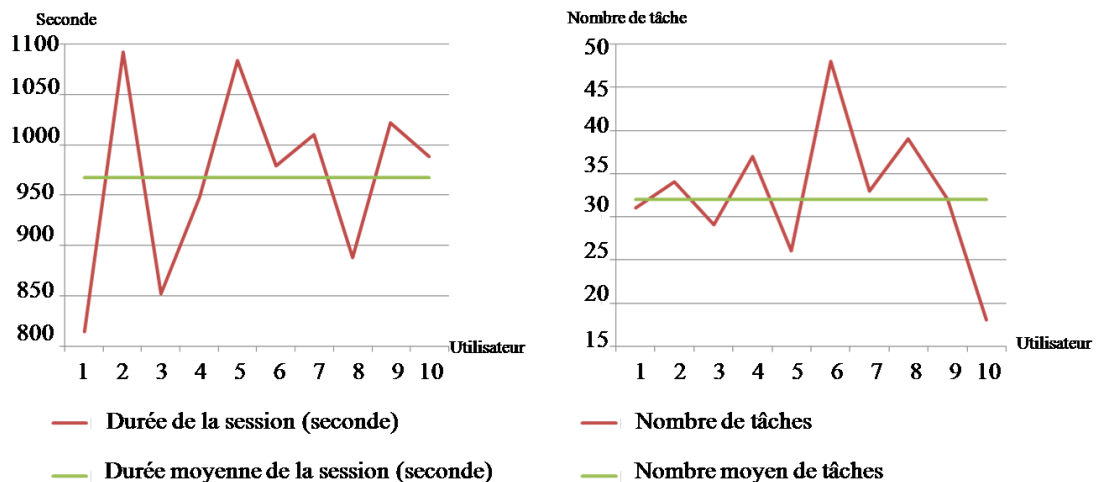 Seconde
1100
1050
1000
950
900
850
800
1 2 3 4 5 6 7 8 9 10
Utilisateur
Durée de la session (seconde)
Durée moyenne de la session (seconde)
Nombre de tâche
50
45
40
35
30
25
20
15
1 2 3 4 5 6 7 8 9 10
Utilisateur
Nombre de tâches
Nombre moyen de tâches